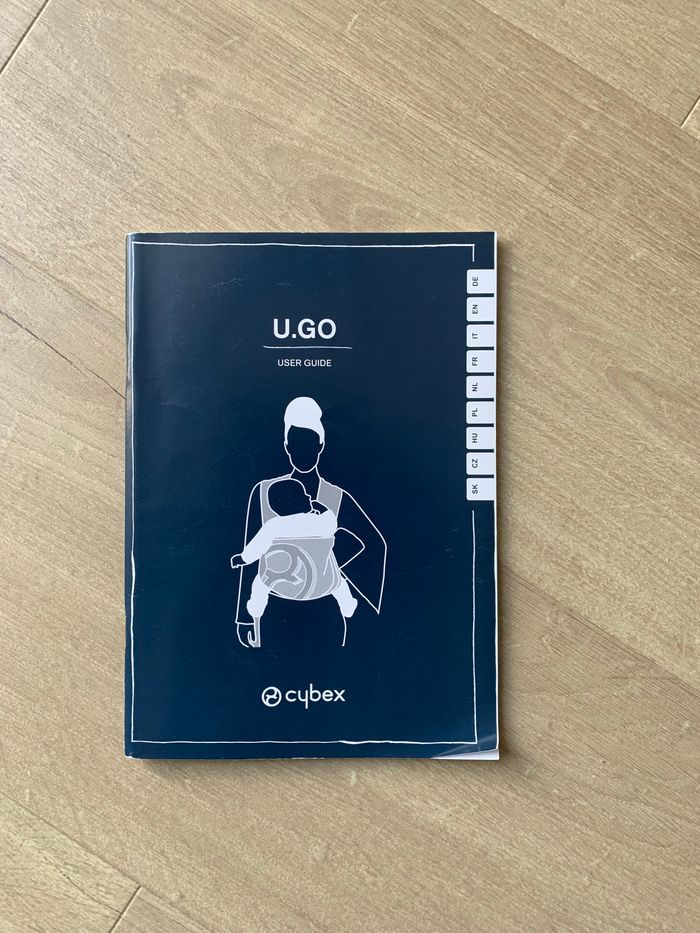 U.GO
USER GUIDE
cybex
DE
EN
IT
FR
NL
PL
HU
CZ
SK